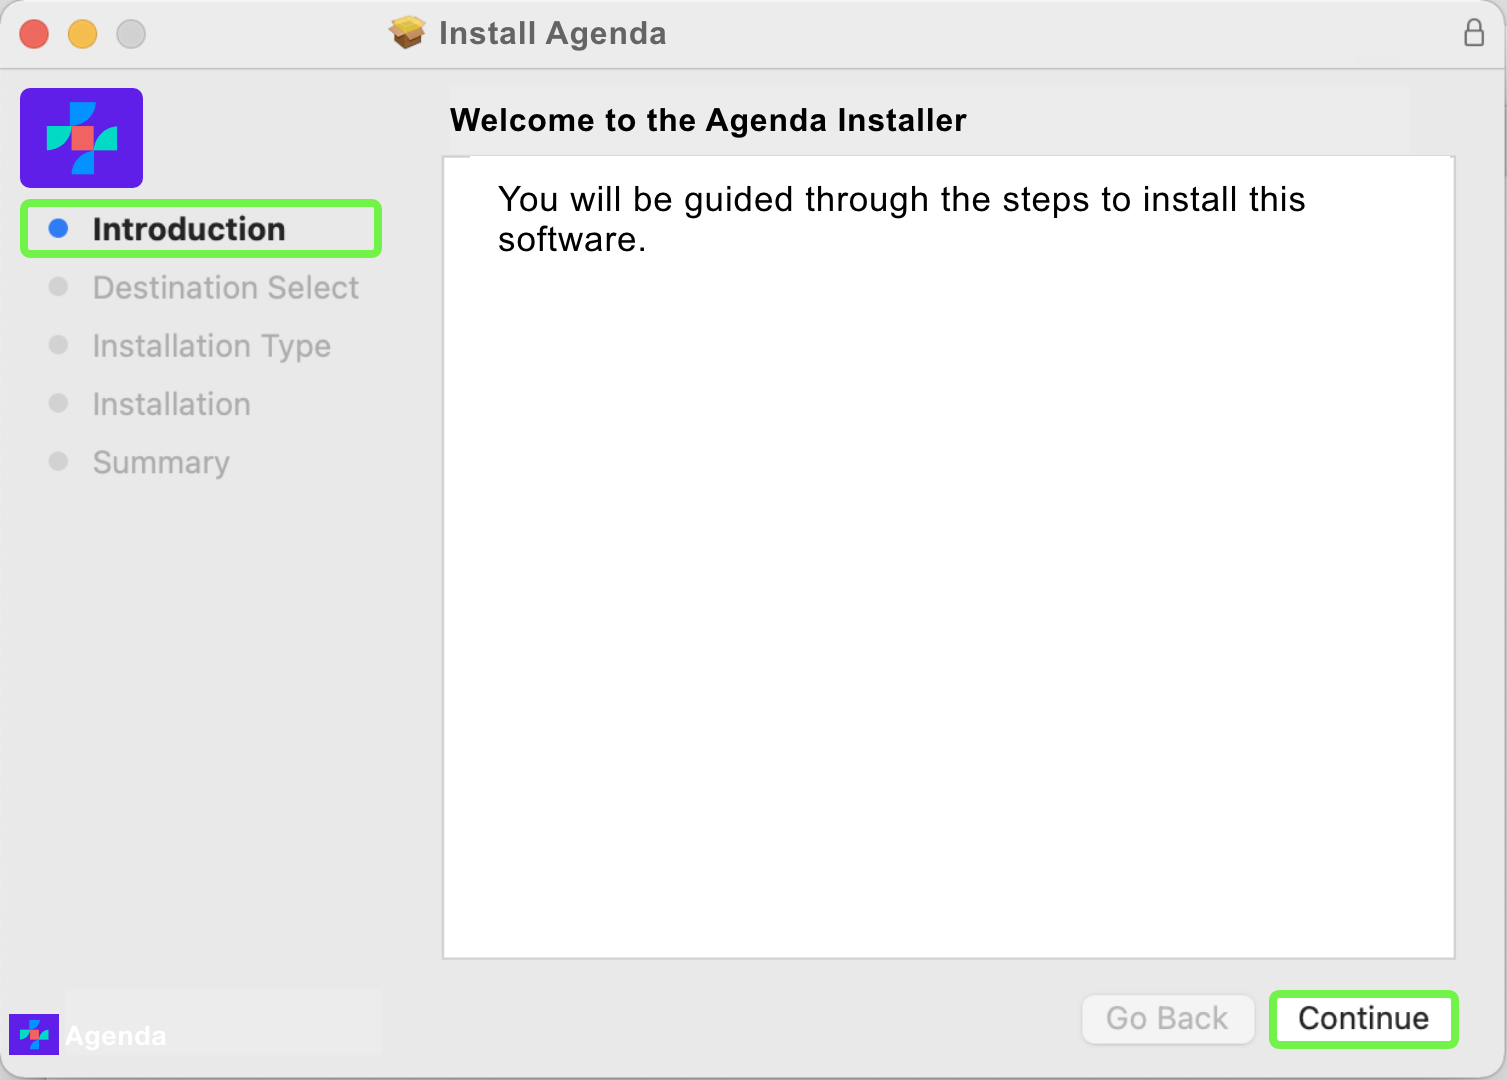 Install Agenda
Welcome to the Agenda Installer
Introduction
Destination Select
Installation Type
Installation
Summary
You will be guided through the steps to install this
software.
Agenda
Go Back
Continue